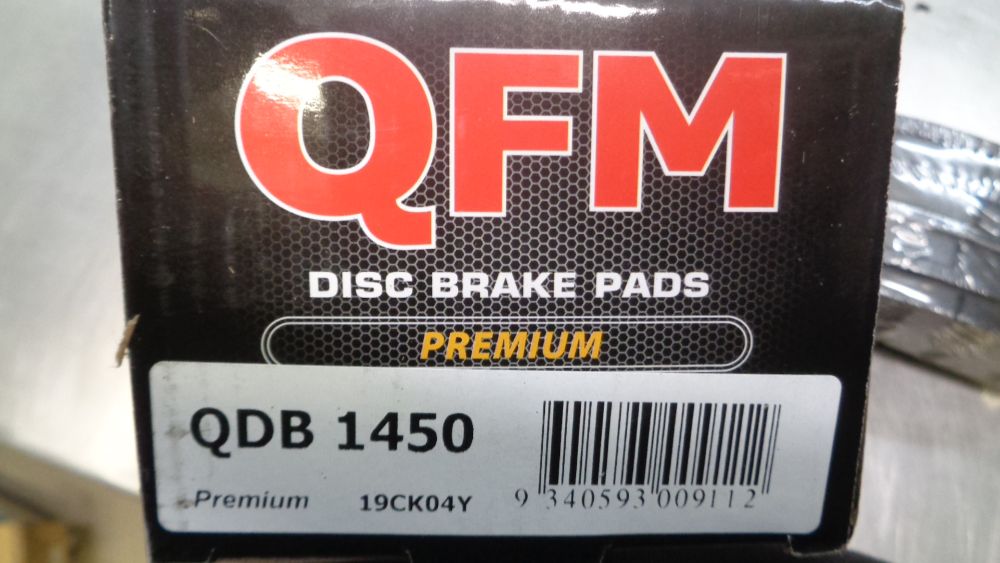 QFM
DISC BRAKE PADS
PREMIUM
QDB 1450
Premium 19CK04Y
9 340593 009112